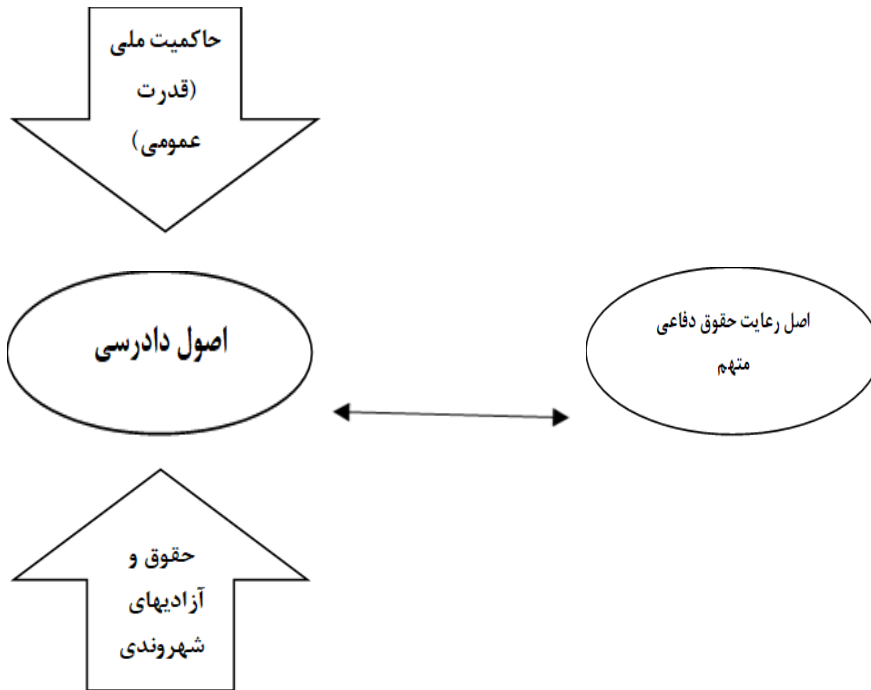 حاکمیت ملی
(قدرت
عمومی)
اصول دادرسی
اصل رعایت حقوق دفاعی
متهم
حقوق و
آزادیهای
شهروندی